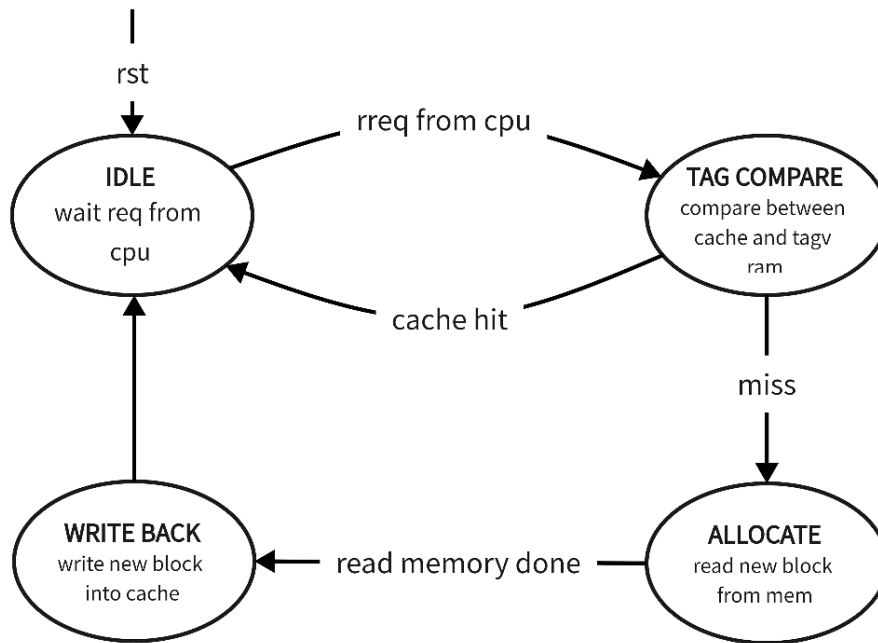 rst
rreq from cpu
IDLE
wait req from
cpu
TAG COMPARE
compare between
cache and tagv
ram
cache hit
miss
WRITE BACK
write new block
into cache
read memory done
ALLOCATE
read new block
from mem